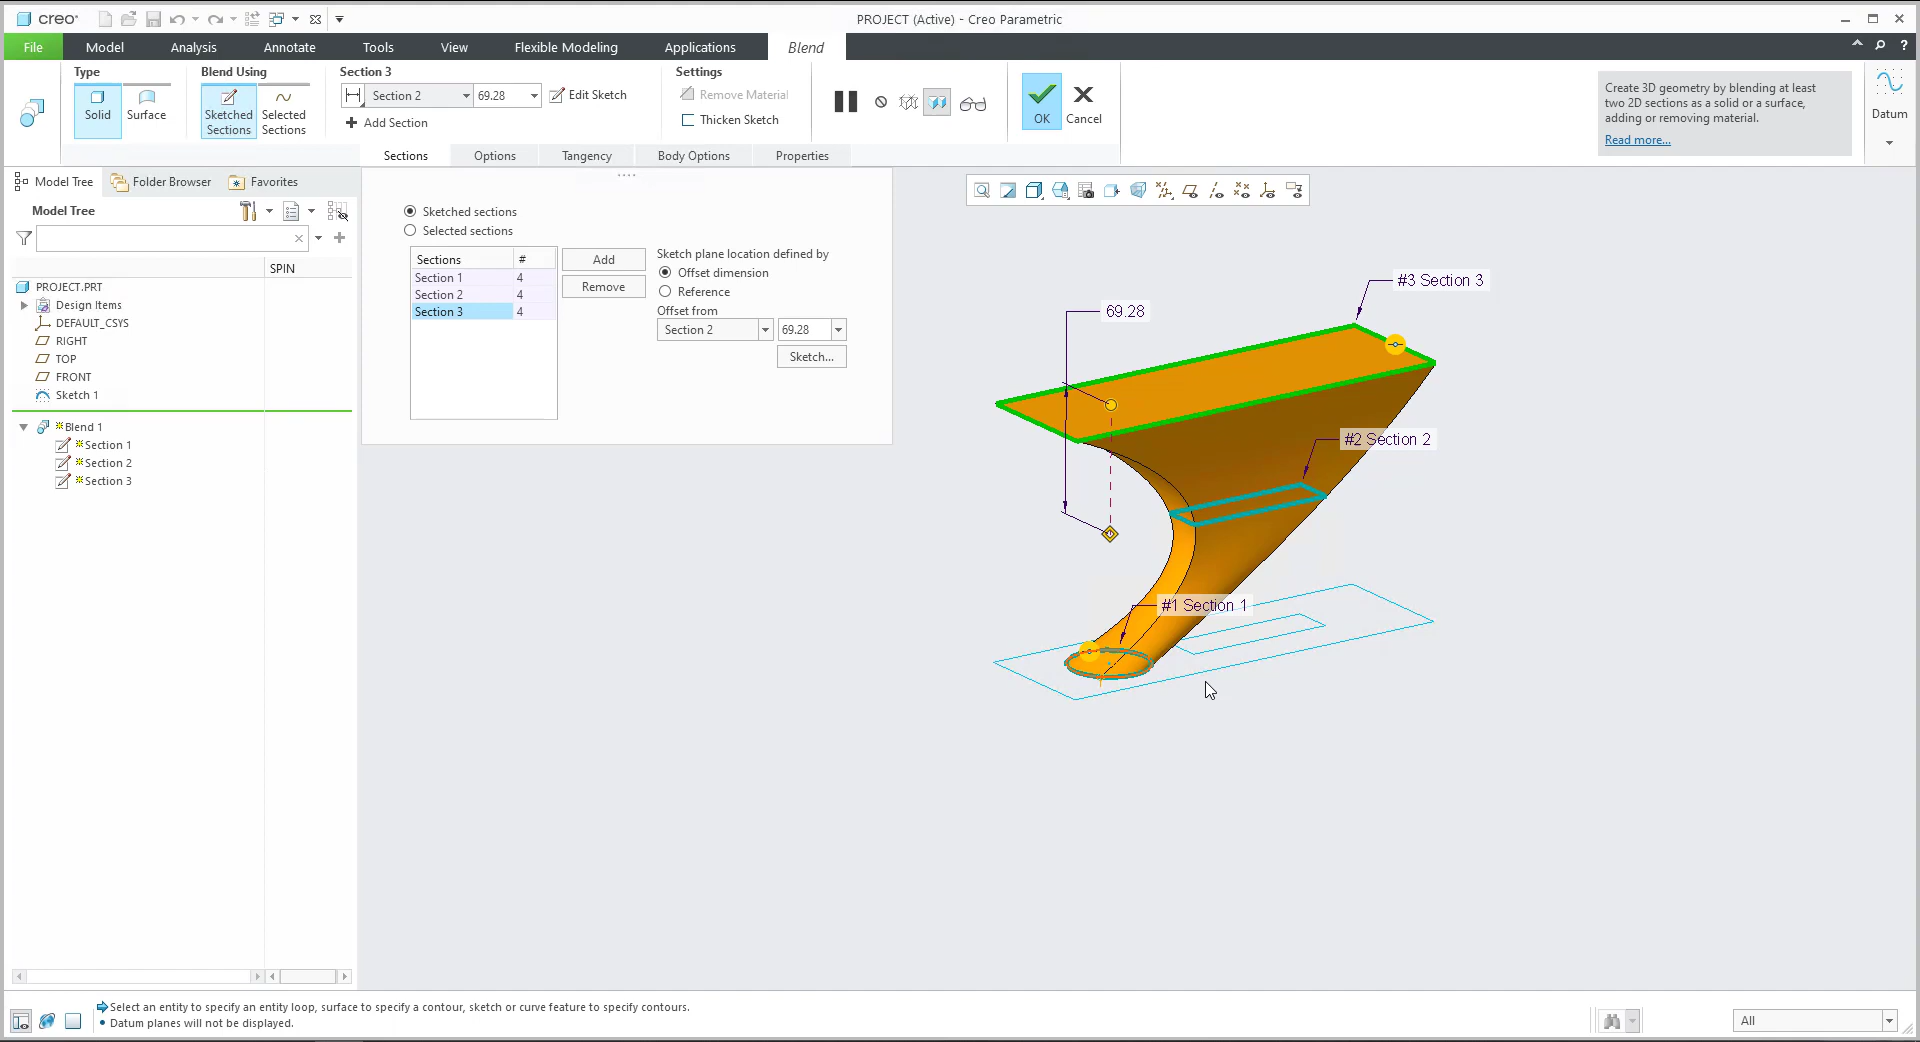 creo
PROJECT (Active) - Creo Parametric
File Model Analysis Annotate Tools View Flexible Modeling Applications Blend
Type Blend Using Section 3 Settings
Solid Surface Sketched Sections Selected Sections
Section 2 69.28 Edit Sketch
Add Section
Remove Material
Thicken Sketch
OK Cancel
Create 3D geometry by blending at least
two 2D sections as a solid or a surface,
adding or removing material.
Read more...
Datum
Sections Options Tangency Body Options Properties
Model Tree Folder Browser Favorites
Model Tree
SPIN
PROJECT.PRT
Design Items
DEFAULT_CSYS
RIGHT
TOP
FRONT
Sketch 1
Blend 1
Section 1
Section 2
Section 3
Sketched sections
Selected sections
Sections #
Section 1 4
Section 2 4
Section 3 4
Add
Remove
Sketch plane location defined by
Offset dimension
Reference
Offset from
Section 2 69.28
Sketch...
#3 Section 3
69.28
#2 Section 2
#1 Section 1
Select an entity to specify an entity loop, surface to specify a contour, sketch or curve feature to specify contours.
• Datum planes will not be displayed.
All